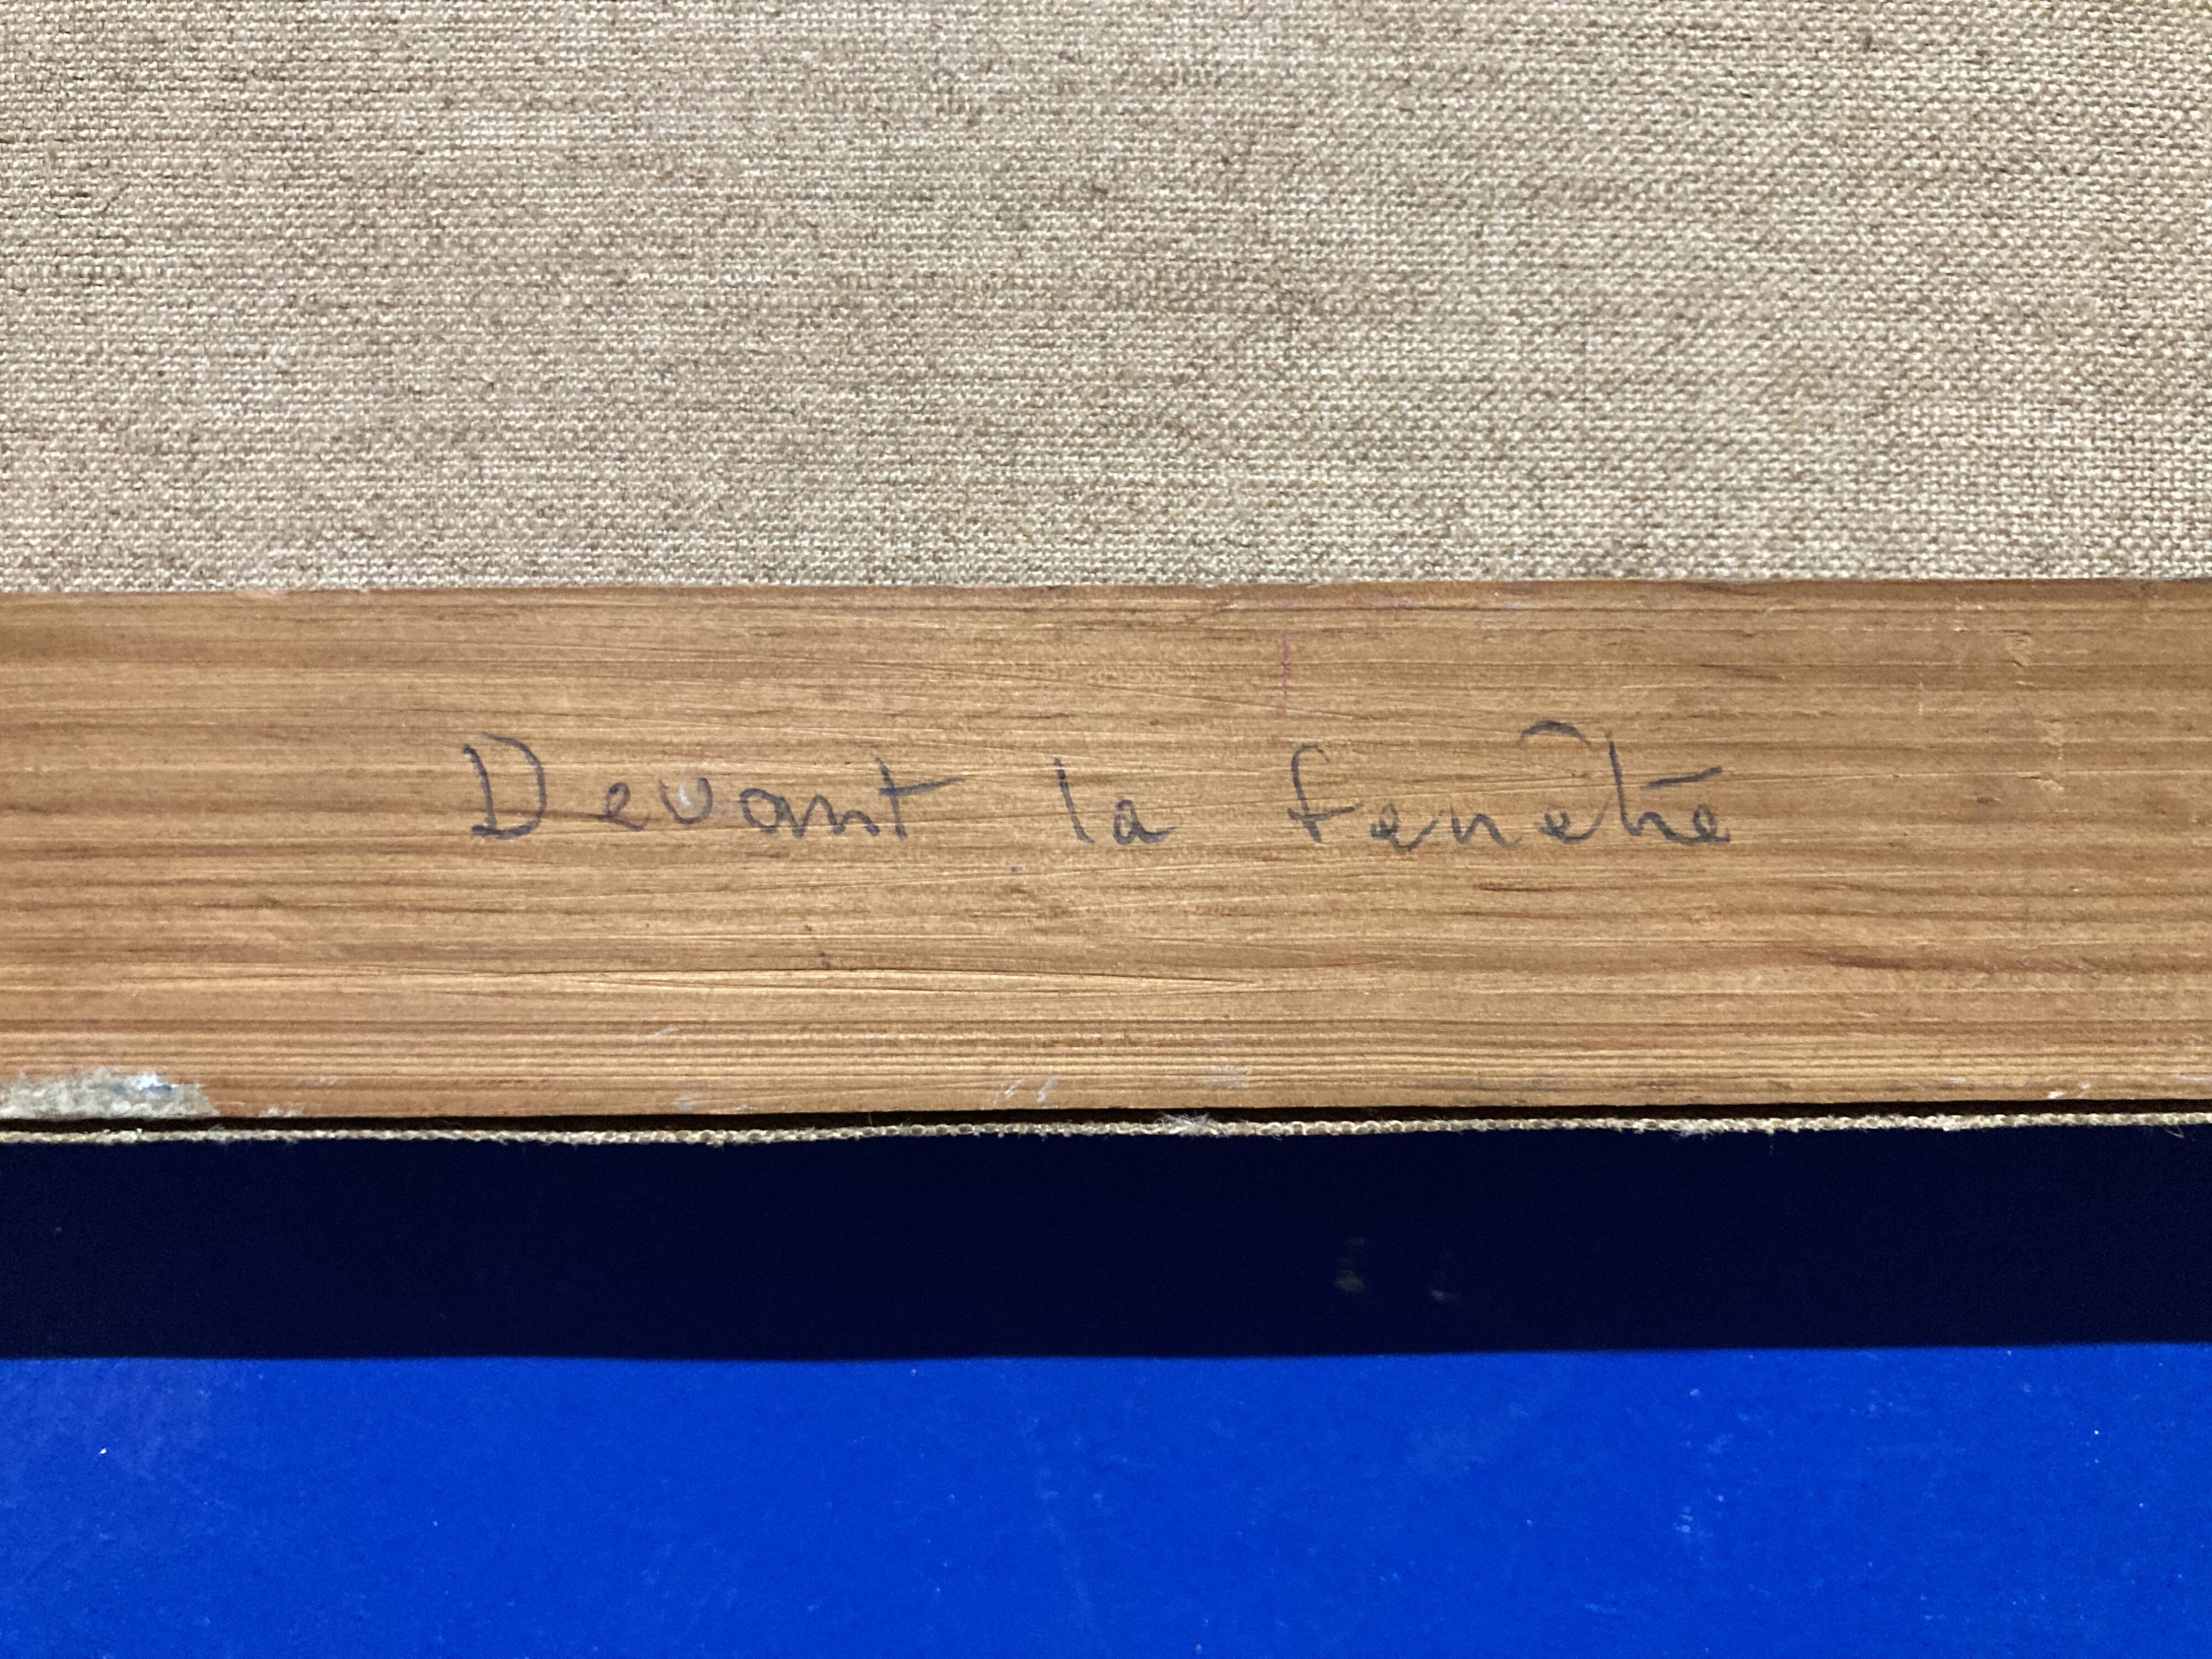 Devant la fenêtre